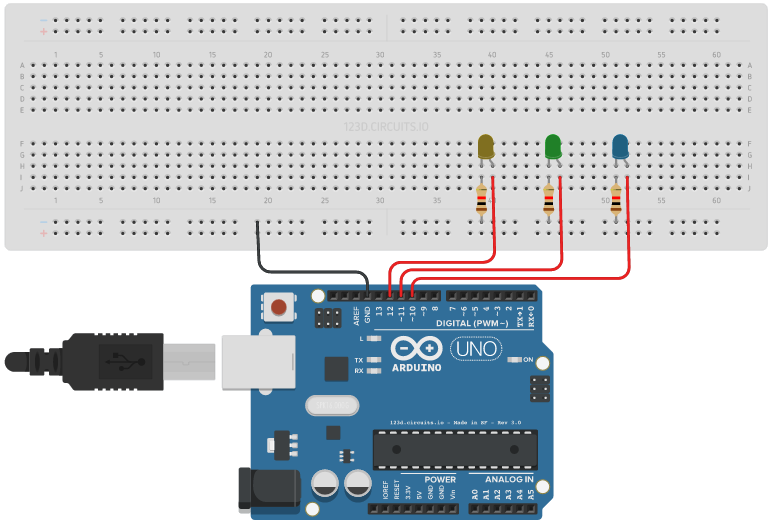 − −
+ +
1 5 10 15 20 25 30 35 40 45 50 55 60
A A
B B
C C
D D
E E
123D.CIRCUITS.IO
F F
G G
H H
I I
J J
1 5 10 15 20 25 30 35 50 55 60
− −
+ +
AREF GND 13 12 ~11 ~10 ~9 8 7 ~6 ~5 4 ~3 2 TX→1 RX←0
DIGITAL (PWM~)
L
TX
RX
UNO
ARDUINO
ON
123d.circuits.io - Made in SF - Rev 3.0
POWER ANALOG IN
IOREF RESET 3.3V 5V GND GND Vin A0 A1 A2 A3 A4 A5